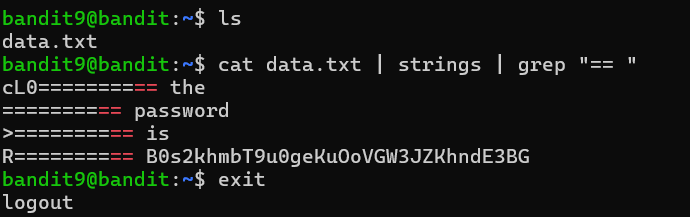 bandit9@bandit:~$ ls
data.txt
bandit9@bandit:~$ cat data.txt | strings | grep "== "
cL0=========== the
========== password
>=========== is
R=========== B0s2khmbT9u0geKuOoVGW3JZKhndE3BG
bandit9@bandit:~$ exit
logout